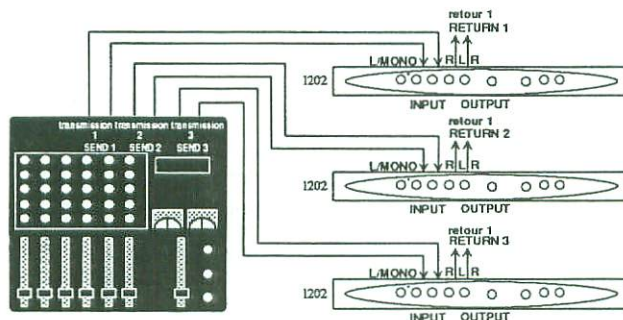 retour 1
RETURN 1
L/MONO R L R
1202
INPUT OUTPUT
transmission transmission transmission
1 2 3
SEND 1 SEND 2 SEND 3
retour 1
RETURN 2
L/MONO R L R
1202
INPUT OUTPUT
retour 1
RETURN 3
L/MONO R L R
1202
INPUT OUTPUT